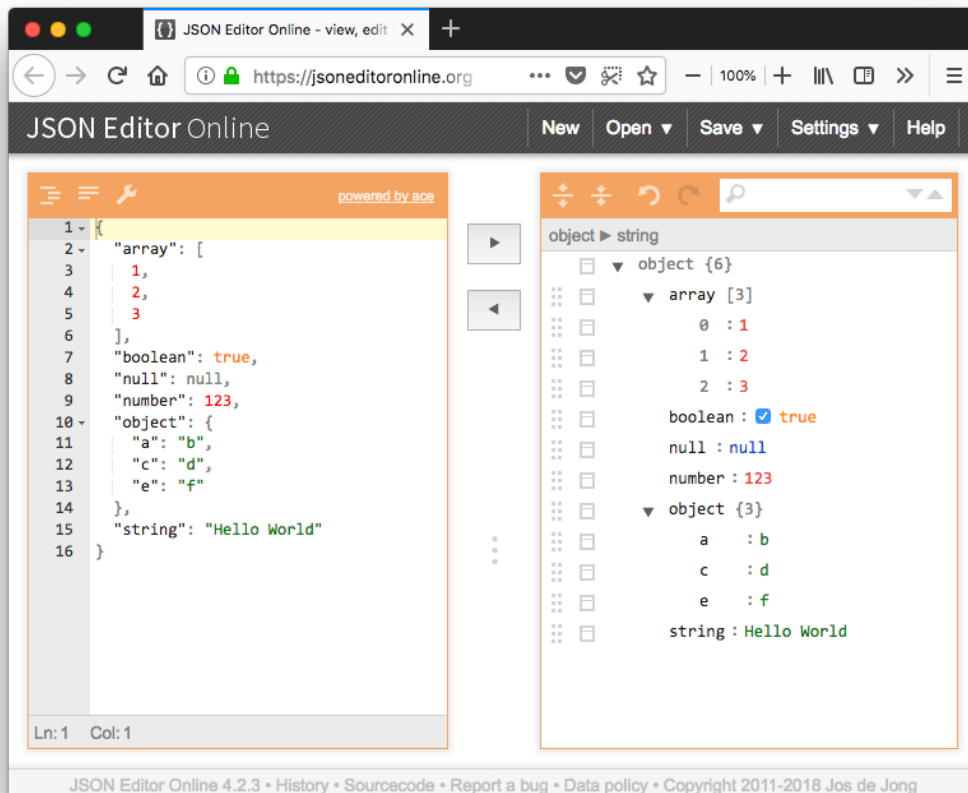 JSON Editor Online - view, edit
https://jsoneditoronline.org
100%
JSON Editor Online
New Open ▼ Save ▼ Settings ▼ Help
powered by ace
1 {
2 "array": [
3 1,
4 2,
5 3
6 ],
7 "boolean": true,
8 "null": null,
9 "number": 123,
10 "object": {
11 "a": "b",
12 "c": "d",
13 "e": "f"
14 },
15 "string": "Hello World"
16 }
Ln: 1 Col: 1
object ► string
▼ object {6}
▼ array [3]
0 : 1
1 : 2
2 : 3
boolean : true
null : null
number : 123
▼ object {3}
a : b
c : d
e : f
string : Hello World
JSON Editor Online 4.2.3 • History • Sourcecode • Report a bug • Data policy • Copyright 2011-2018 Jos de Jong